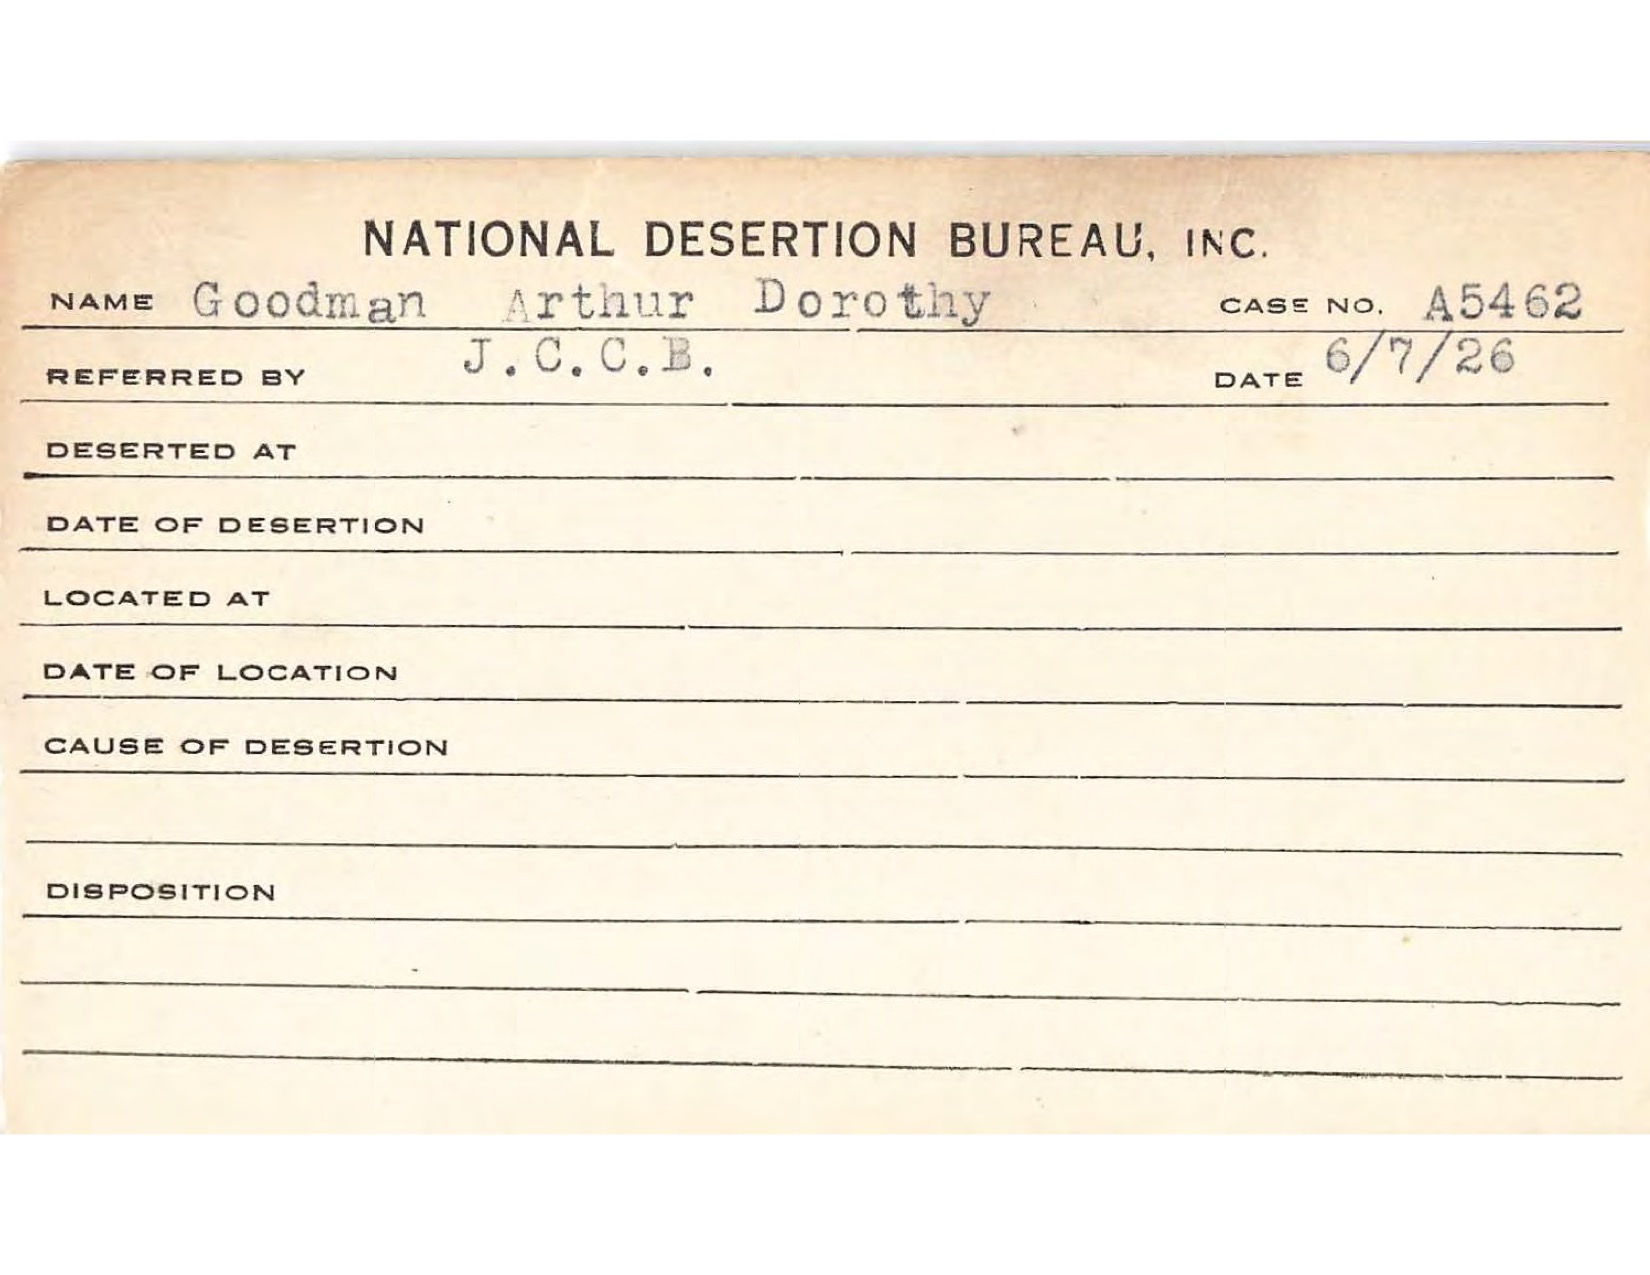 NATIONAL DESERTION BUREAU, INC.
NAME Goodman Arthur Dorothy CASE NO. A5462
REFERRED BY J.C.C.B. DATE 6/7/26
DESERTED AT
DATE OF DESERTION
LOCATED AT
DATE OF LOCATION
CAUSE OF DESERTION
DISPOSITION